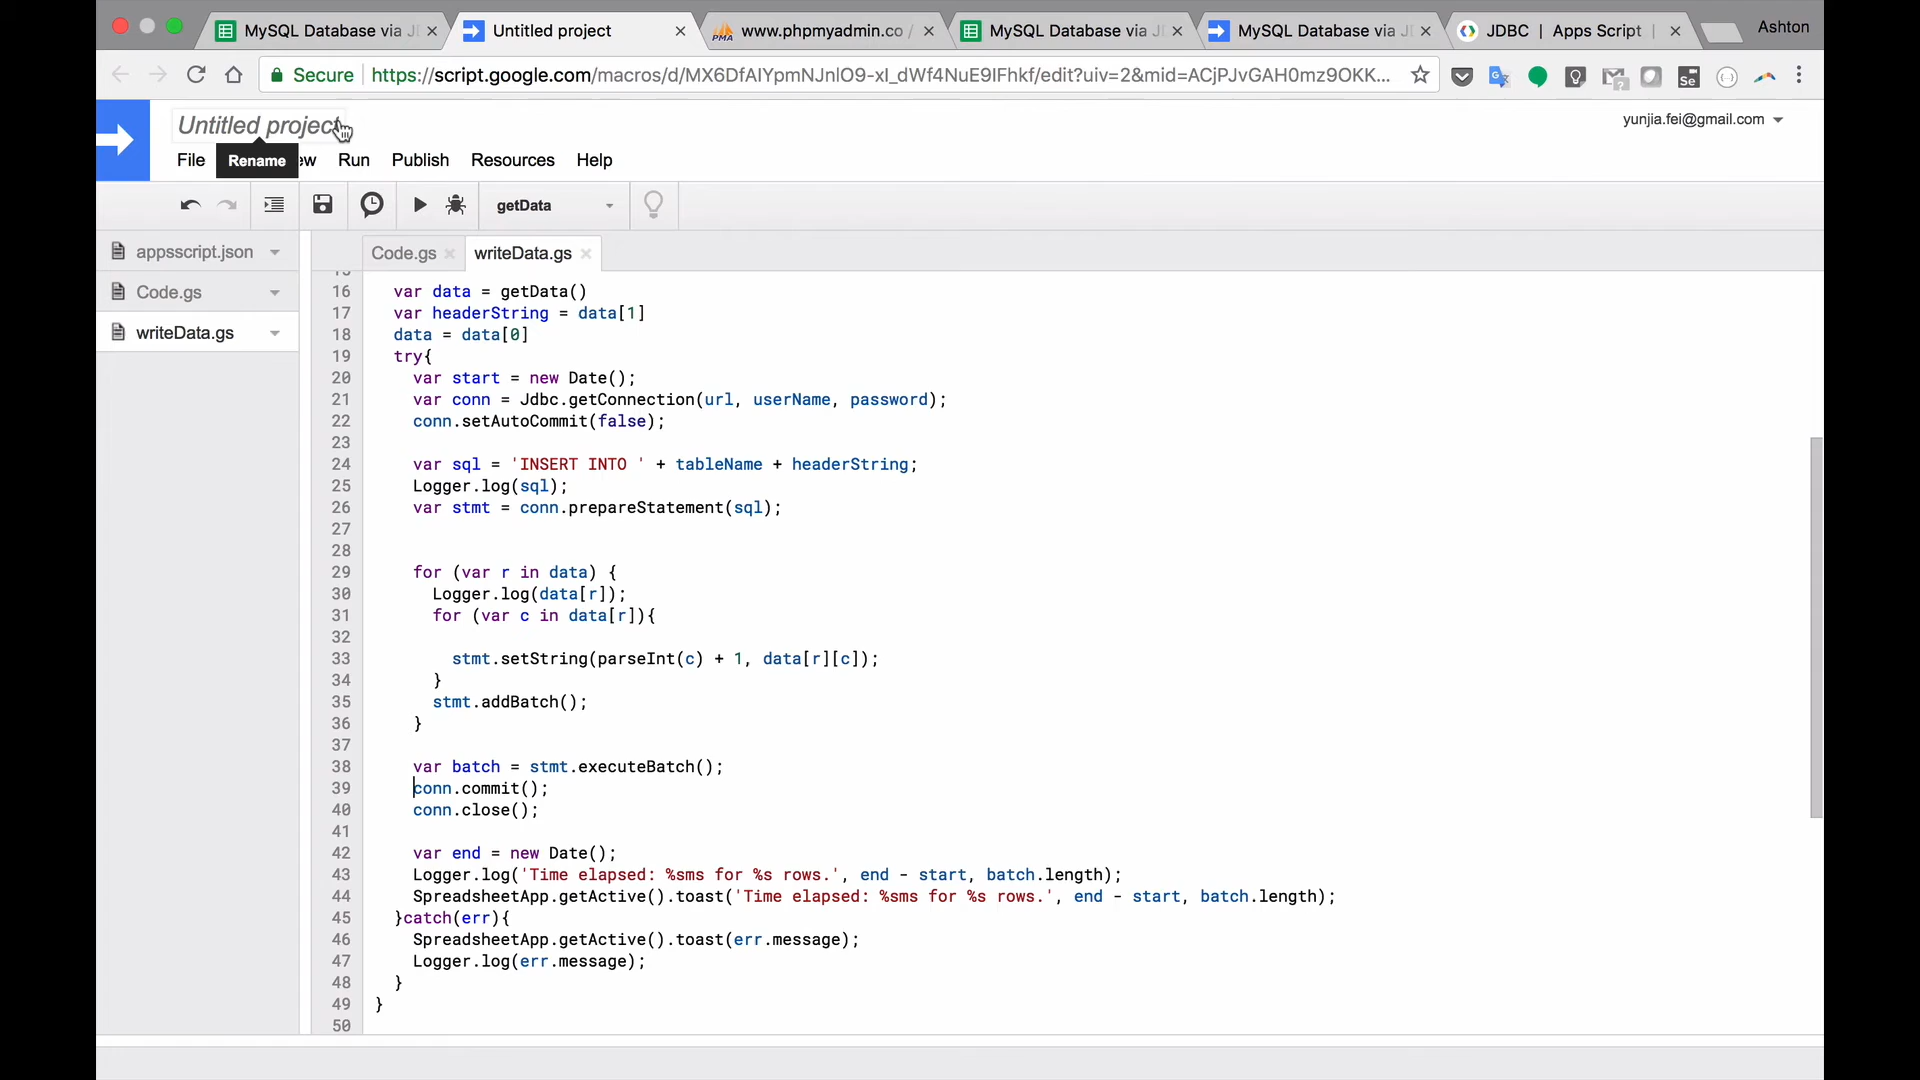 MySQL Database via J
Untitled project
www.phpmyadmin.co
MySQL Database via J
MySQL Database via J
JDBC | Apps Script
Ashton
Secure
https://script.google.com/macros/d/MX6DfAIYpmNJnlO9-xI_dWf4NuE9IFhkf/edit?uiv=2&mid=ACjPJvGAH0mz9OKK...
Untitled project
yunjia.fei@gmail.com
File Rename ew Run Publish Resources Help
getData
appsscript.json
Code.gs
writeData.gs
Code.gs writeData.gs
16 var data = getData()
17 var headerString = data[1]
18 data = data[0]
19 try{
20 var start = new Date();
21 var conn = Jdbc.getConnection(url, userName, password);
22 conn.setAutoCommit(false);
23
24 var sql = 'INSERT INTO ' + tableName + headerString;
25 Logger.log(sql);
26 var stmt = conn.prepareStatement(sql);
27
28
29 for (var r in data) {
30 Logger.log(data[r]);
31 for (var c in data[r]){
32
33 stmt.setString(parseInt(c) + 1, data[r][c]);
34 }
35 stmt.addBatch();
36 }
37
38 var batch = stmt.executeBatch();
39 conn.commit();
40 conn.close();
41
42 var end = new Date();
43 Logger.log('Time elapsed: %sms for %s rows.', end - start, batch.length);
44 SpreadsheetApp.getActive().toast('Time elapsed: %sms for %s rows.', end - start, batch.length);
45 }catch(err){
46 SpreadsheetApp.getActive().toast(err.message);
47 Logger.log(err.message);
48 }
49 }
50